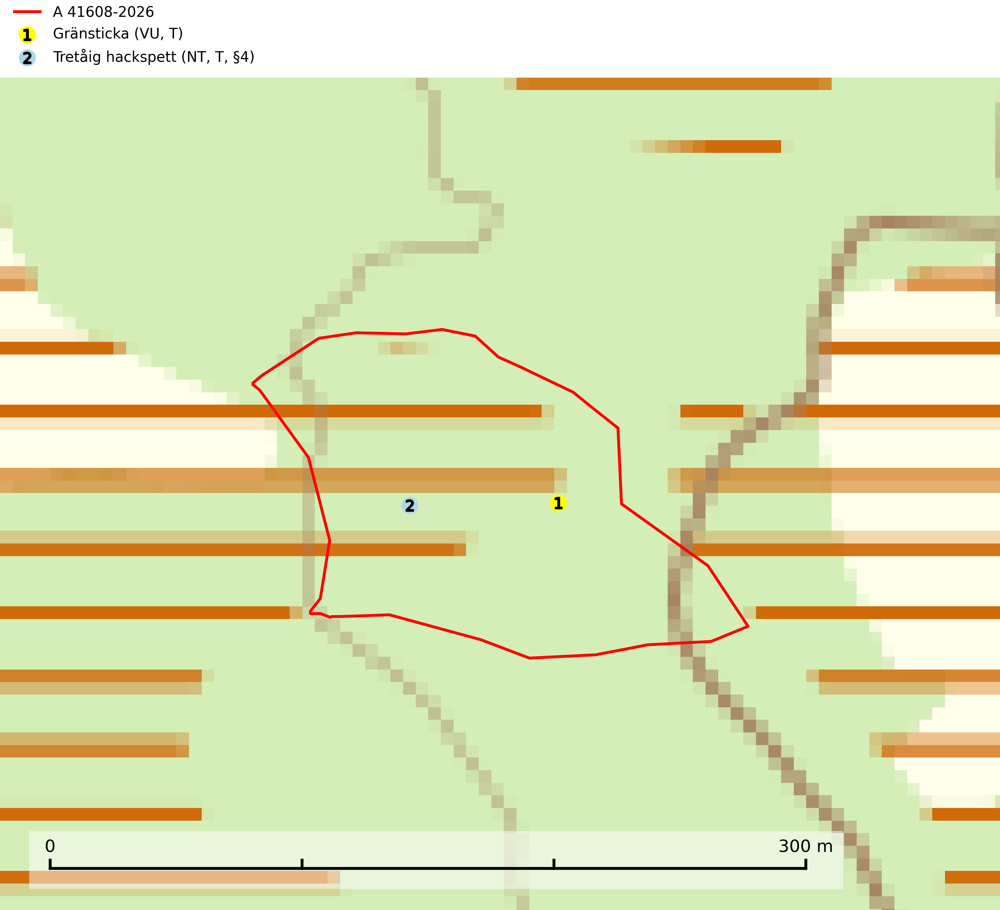 A 41608-2026
1 Gränsticka (VU, T)
2 Tretåig hackspett (NT, T, §4)
2 1
0 300 m